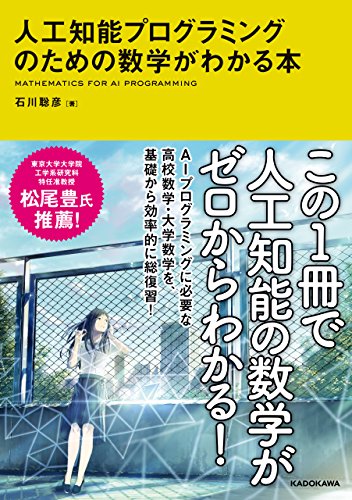 人工知能プログラミング
のための数学がわかる本
MATHEMATICS FOR AI PROGRAMMING
石川聡彦 [著]
東京大学大学院
工学系研究科
特任准教授
松尾豊氏
推薦!
この1冊で
人工知能の数学が
ゼロからわかる!
AIプログラミングに必要な
高校数学・大学数学を、
基礎から効率的に総復習!
KADOKAWA